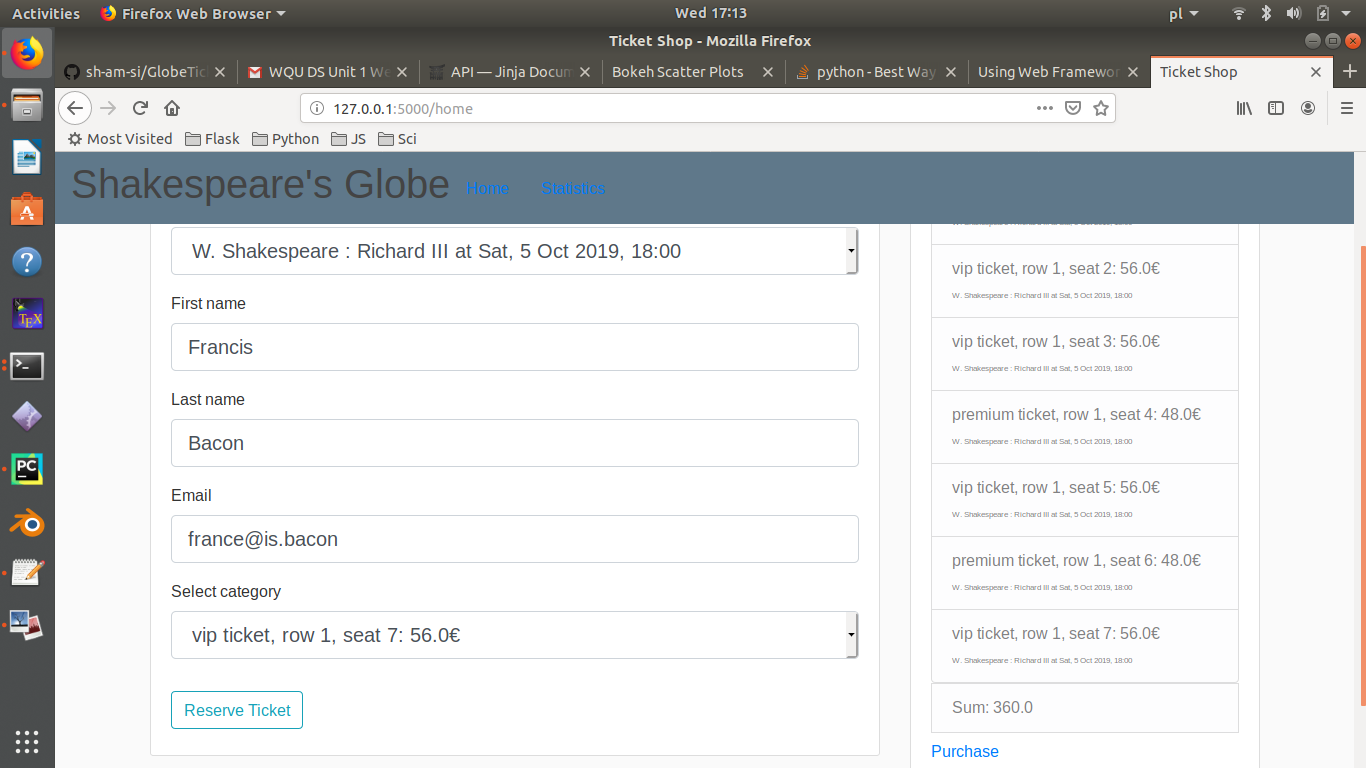 Activities Firefox Web Browser Wed 17:13 pl
Ticket Shop - Mozilla Firefox
sh-am-si/GlobeTic WQU DS Unit 1 We API — Jinja Docum Bokeh Scatter Plots python - Best Way Using Web Framewor Ticket Shop
127.0.0.1:5000/home
Most Visited Flask Python JS Sci
Shakespeare's Globe Home Statistics
W. Shakespeare : Richard III at Sat, 5 Oct 2019, 18:00
First name
Francis
Last name
Bacon
Email
france@is.bacon
Select category
vip ticket, row 1, seat 7: 56.0€
Reserve Ticket
vip ticket, row 1, seat 2: 56.0€
W. Shakespeare : Richard III at Sat, 5 Oct 2019, 18:00
vip ticket, row 1, seat 3: 56.0€
W. Shakespeare : Richard III at Sat, 5 Oct 2019, 18:00
premium ticket, row 1, seat 4: 48.0€
W. Shakespeare : Richard III at Sat, 5 Oct 2019, 18:00
vip ticket, row 1, seat 5: 56.0€
W. Shakespeare : Richard III at Sat, 5 Oct 2019, 18:00
premium ticket, row 1, seat 6: 48.0€
W. Shakespeare : Richard III at Sat, 5 Oct 2019, 18:00
vip ticket, row 1, seat 7: 56.0€
W. Shakespeare : Richard III at Sat, 5 Oct 2019, 18:00
Sum: 360.0
Purchase
TEX
PC